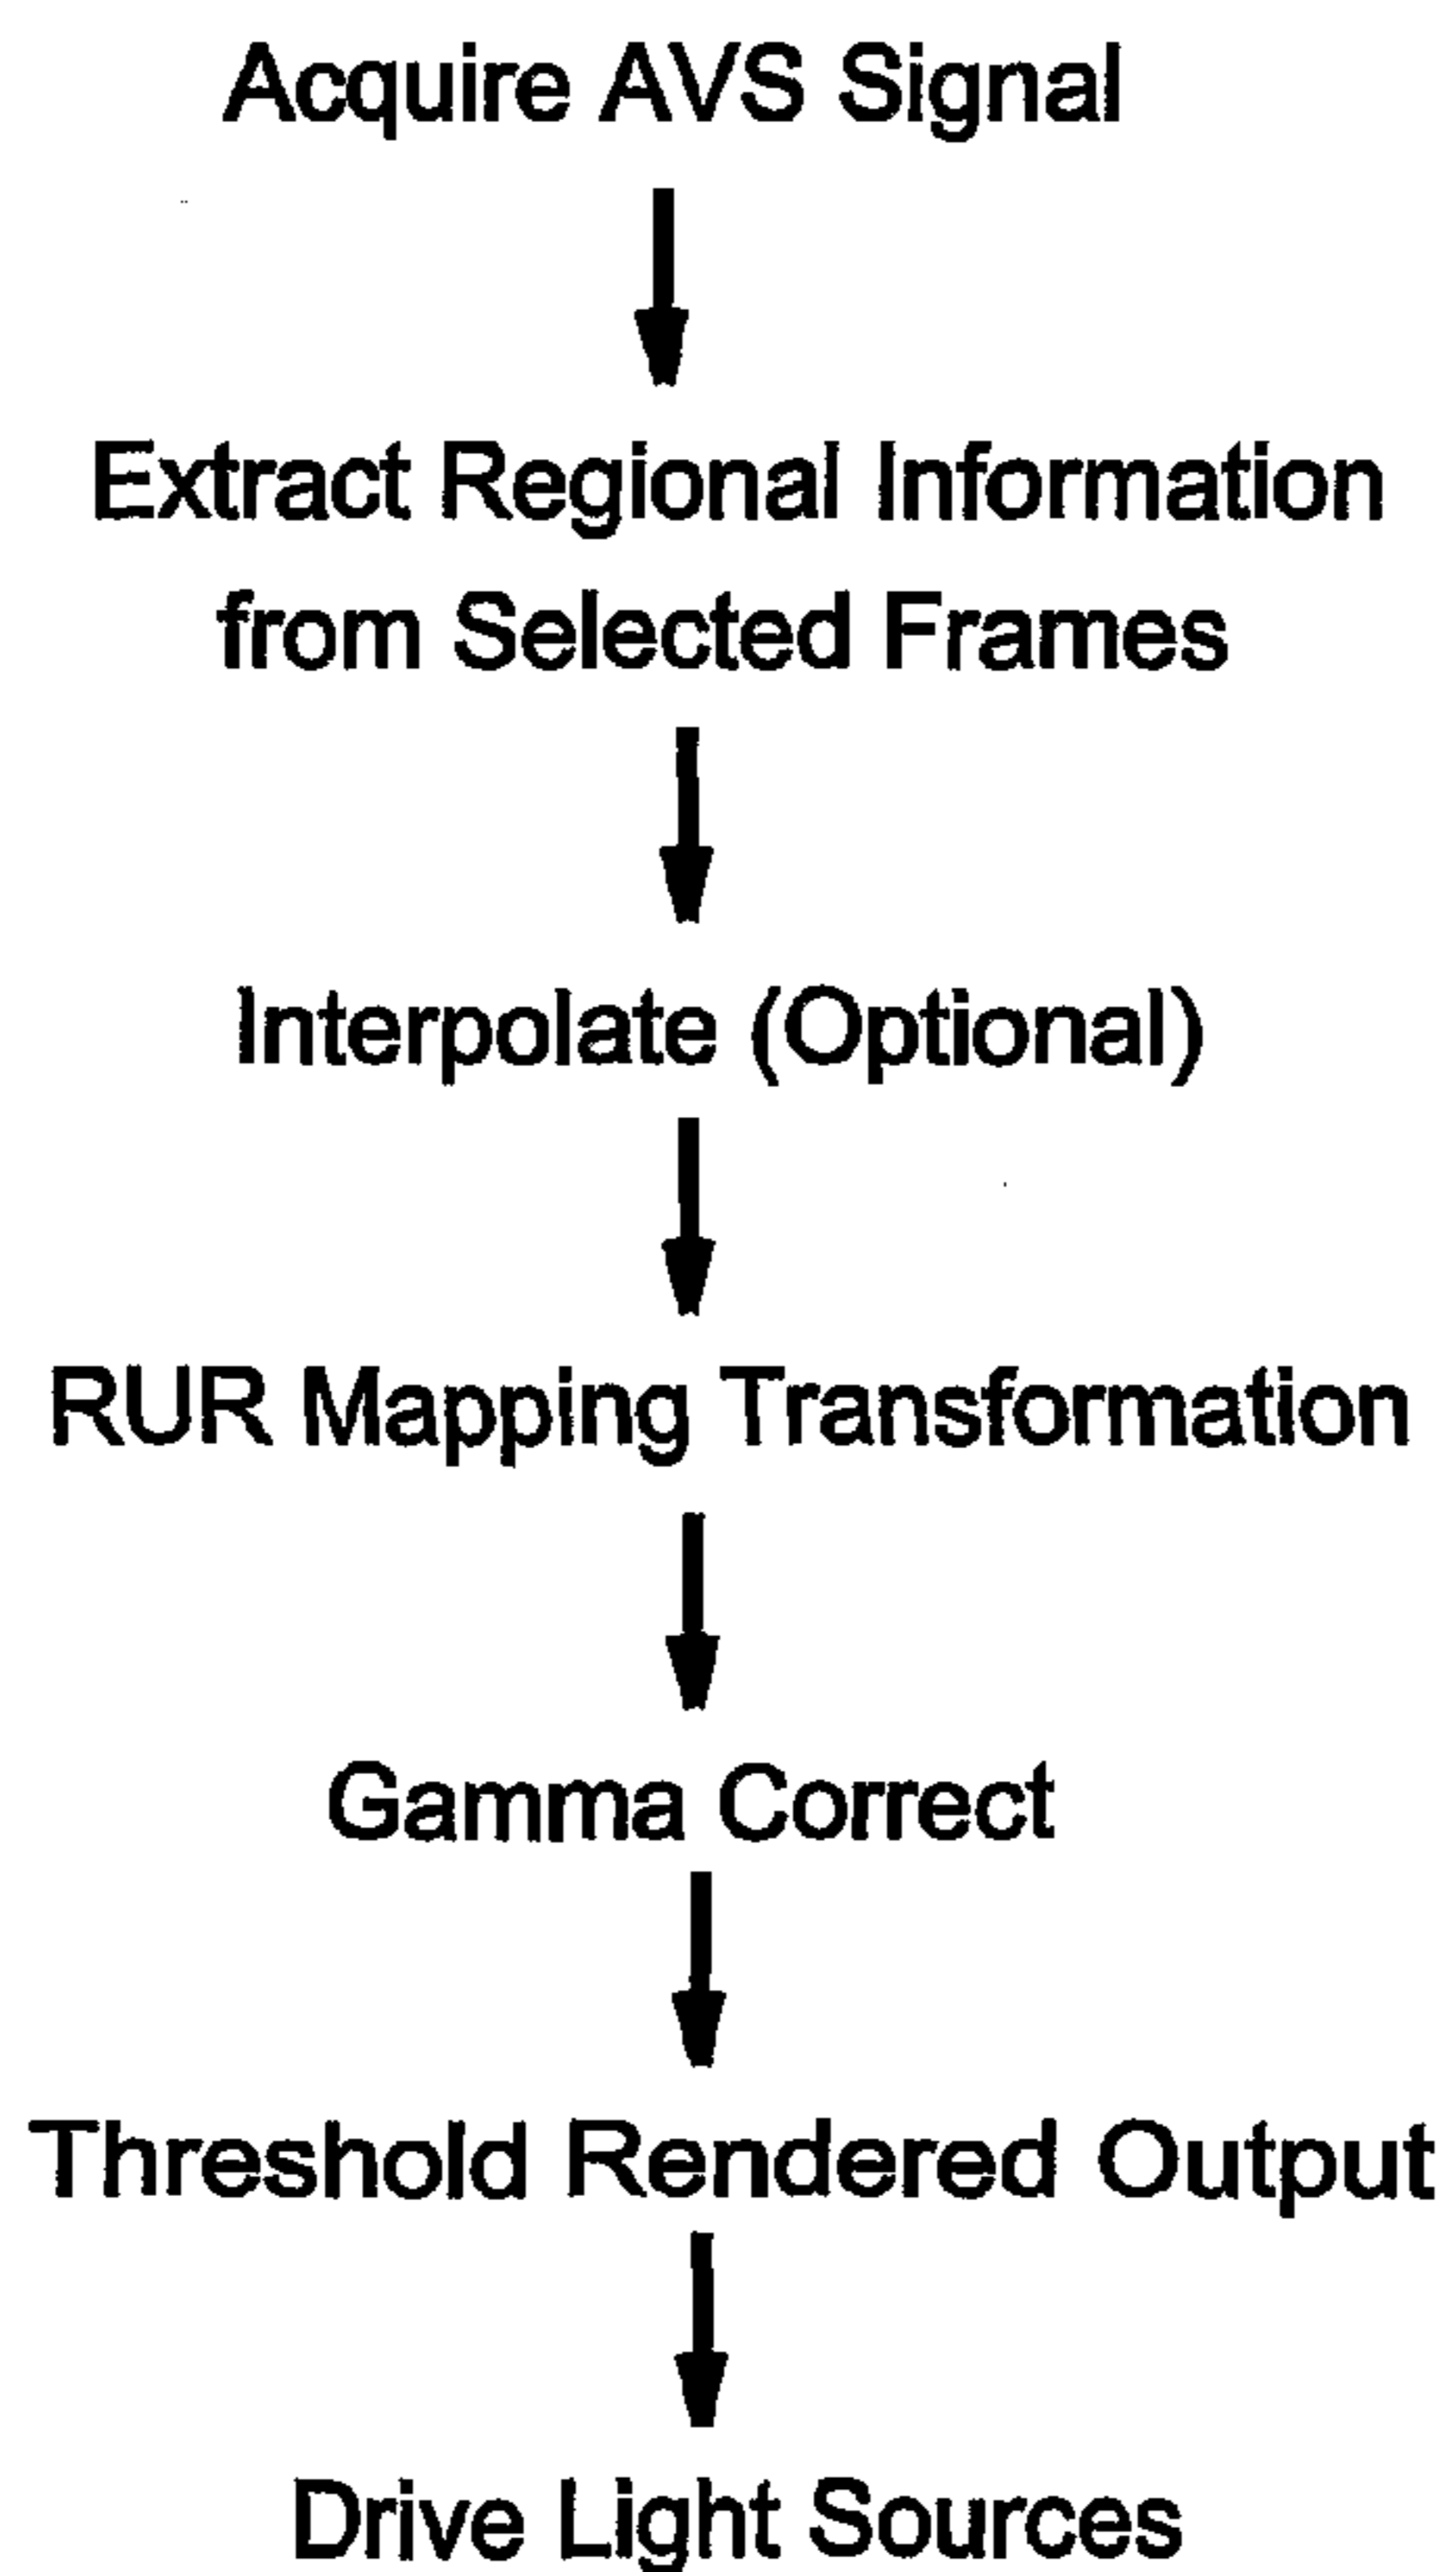 Acquire AVS Signal
Extract Regional Information
from Selected Frames
Interpolate (Optional)
RUR Mapping Transformation
Gamma Correct
Threshold Rendered Output
Drive Light Sources